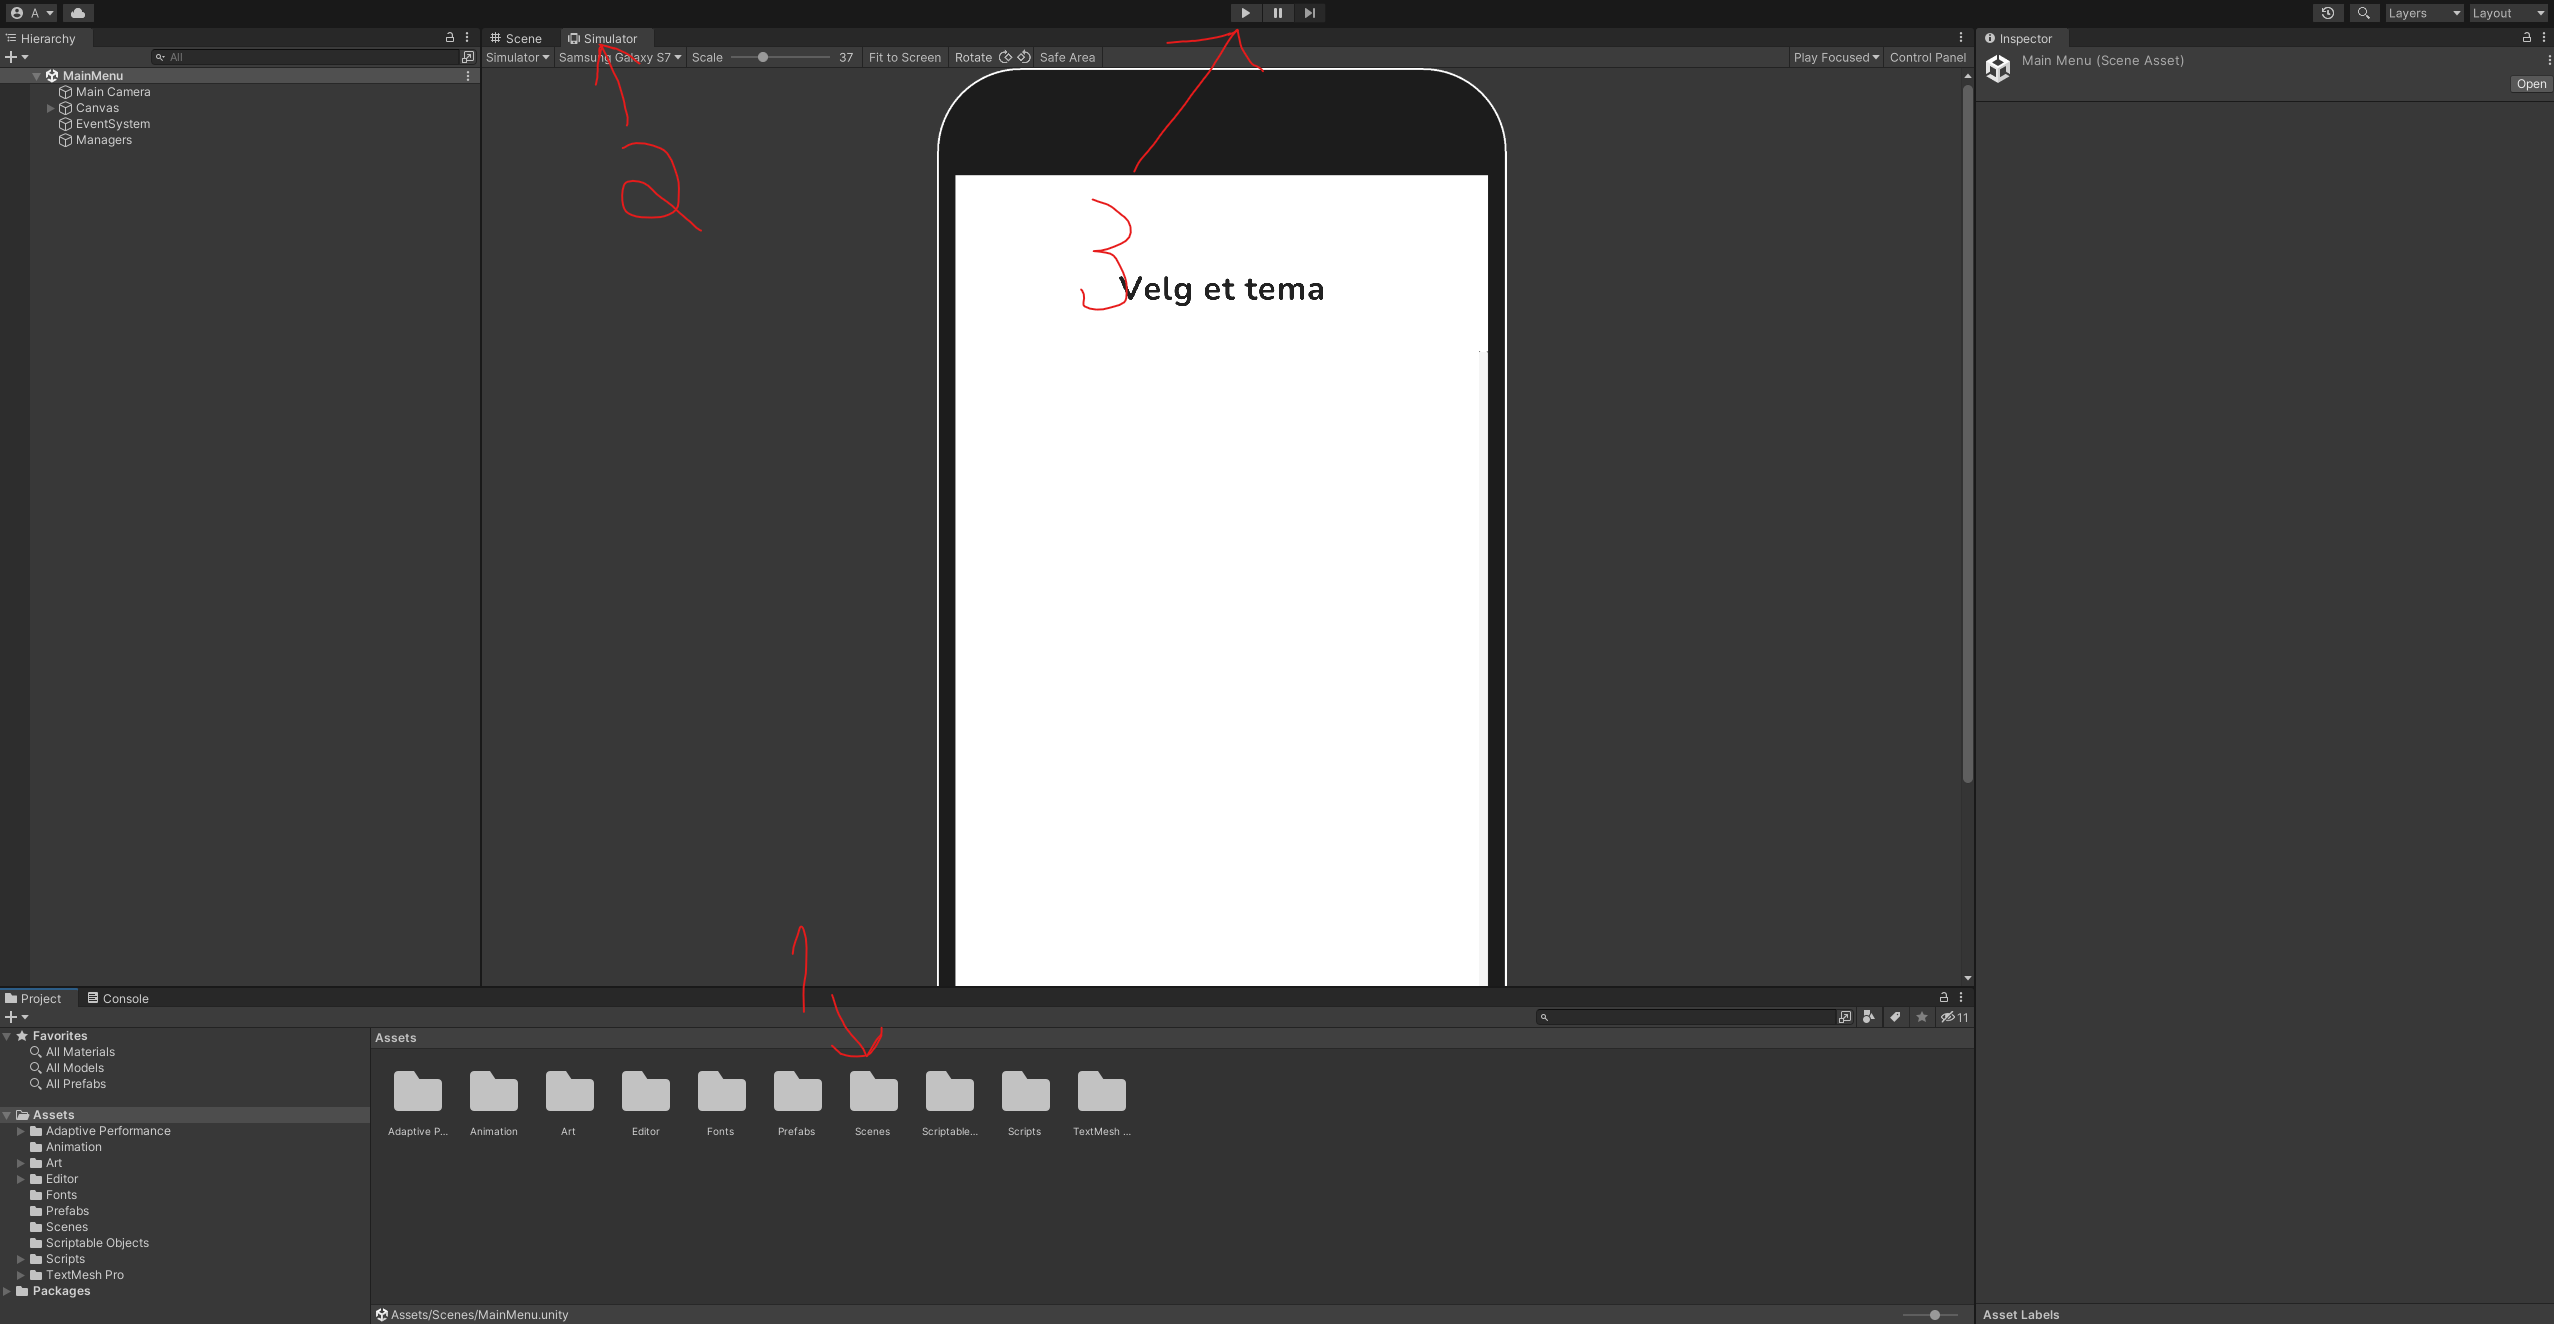 A
Layers
Layout
Hierarchy
All
MainMenu
Main Camera
Canvas
EventSystem
Managers
Scene
Simulator
Simulator
Samsung Galaxy S7
Scale
37
Fit to Screen
Rotate
Safe Area
Play Focused
Control Panel
2
3
Velg et tema
1
Inspector
Main Menu (Scene Asset)
Open
Project
Console
11
Favorites
All Materials
All Models
All Prefabs
Assets
Adaptive Performance
Animation
Art
Editor
Fonts
Prefabs
Scenes
Scriptable Objects
Scripts
TextMesh Pro
Packages
Assets
Adaptive P...
Animation
Art
Editor
Fonts
Prefabs
Scenes
Scriptable...
Scripts
TextMesh ...
Assets/Scenes/MainMenu.unity
Asset Labels